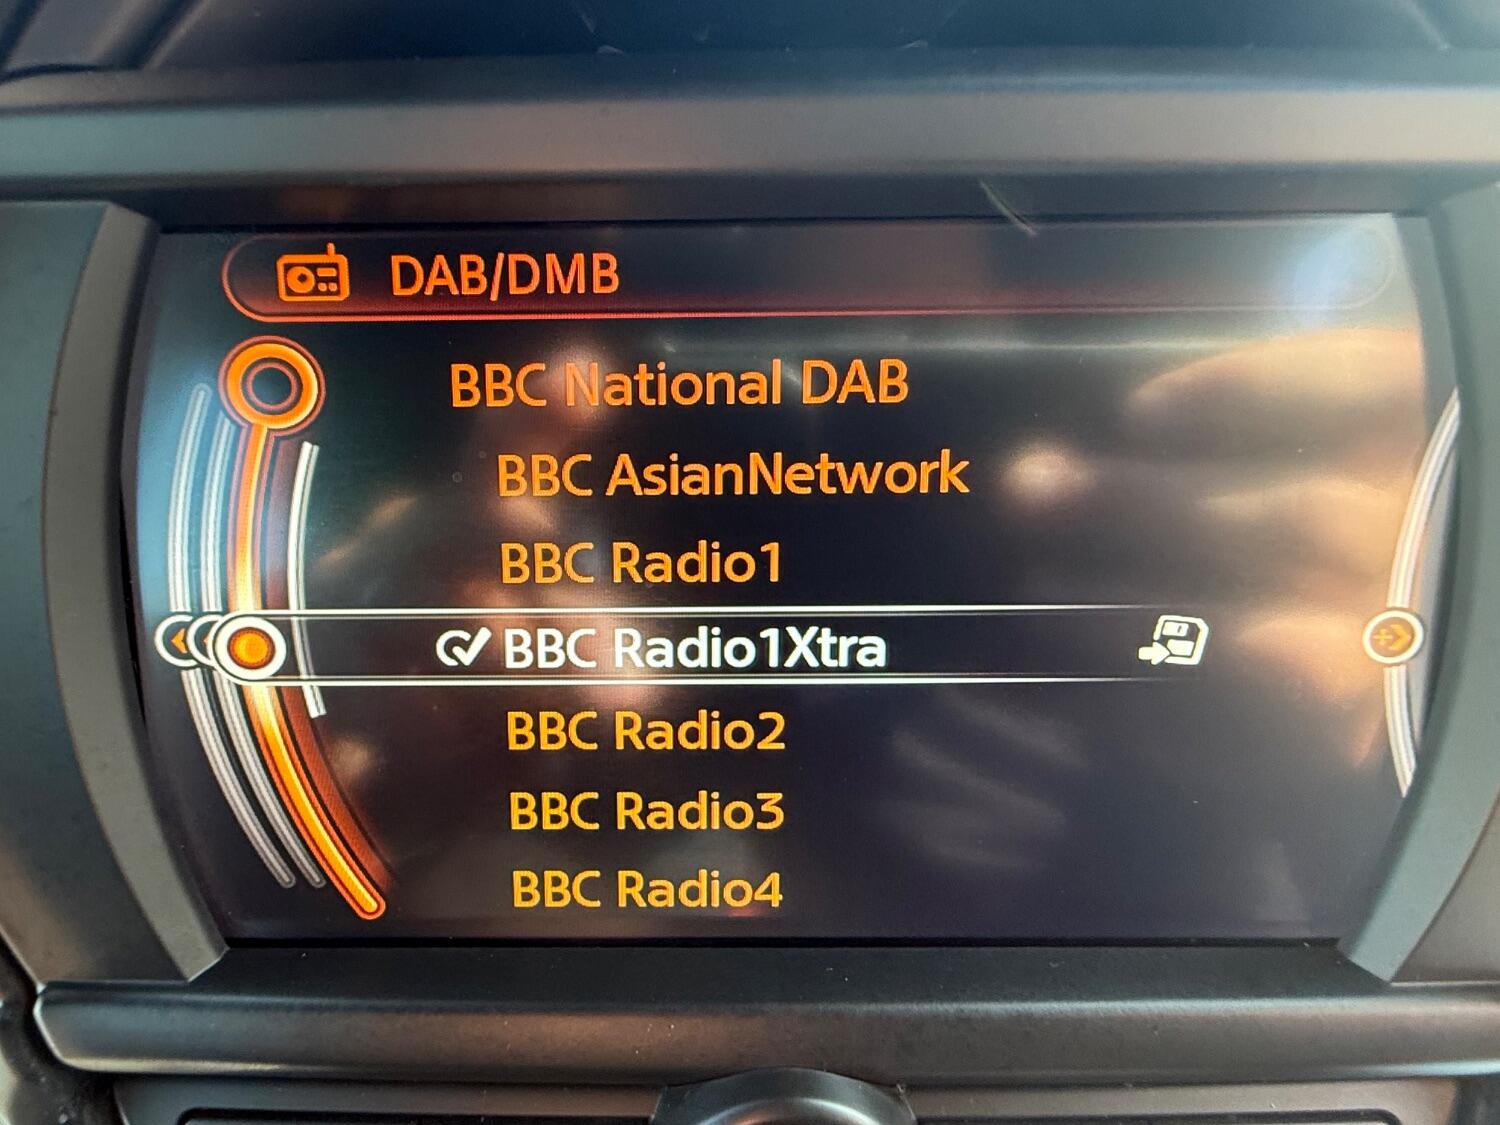 DAB/DMB
BBC National DAB
BBC AsianNetwork
BBC Radio1
BBC Radio1Xtra
BBC Radio2
BBC Radio3
BBC Radio4